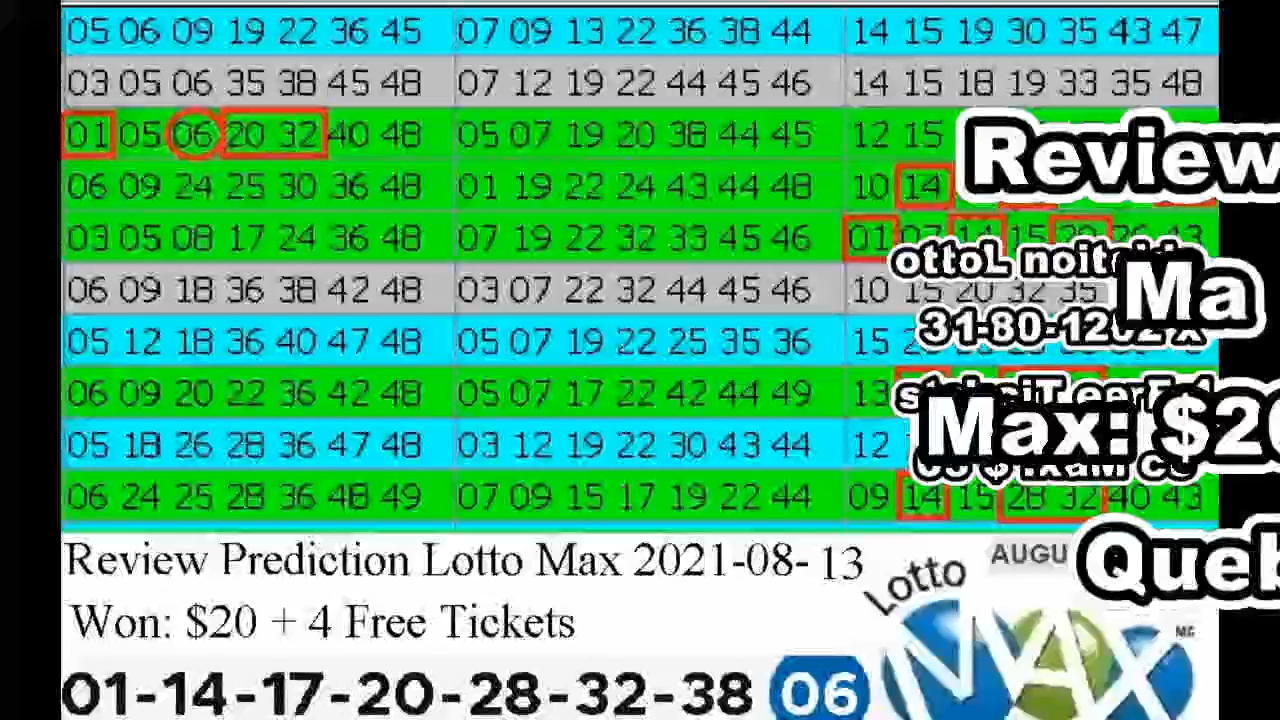 05 06 09 19 22 36 45 07 09 13 22 36 38 44 14 15 19 30 35 43 47
03 05 06 35 38 45 48 07 12 19 22 44 45 46 14 15 18 19 33 35 48
01 05 06 20 32 40 48 05 07 19 20 38 44 45 12 15
Review
06 09 24 25 30 36 48 01 19 22 24 43 44 48 10 14
03 05 08 17 24 36 48 07 19 22 32 33 45 46 01 07 14 15
ottoL
06 09 18 36 38 42 48 03 07 22 32 44 45 46 10 15 20 32 35
Ma
31-80-1202 x
05 12 18 36 40 47 48 05 07 19 22 25 35 36 15
06 09 20 22 36 42 48 05 07 17 22 42 44 49 13
Max: $20
05 18 26 28 36 47 48 03 12 19 22 30 43 44 12
06 24 25 28 36 48 49 07 09 15 17 19 22 44 09 14 15 28 32 40 43
Review Prediction Lotto Max 2021-08- 13
AUGU
Queb
Won: $20 + 4 Free Tickets
Lotto
MAX
MC
01-14-17-20-28-32-38 06